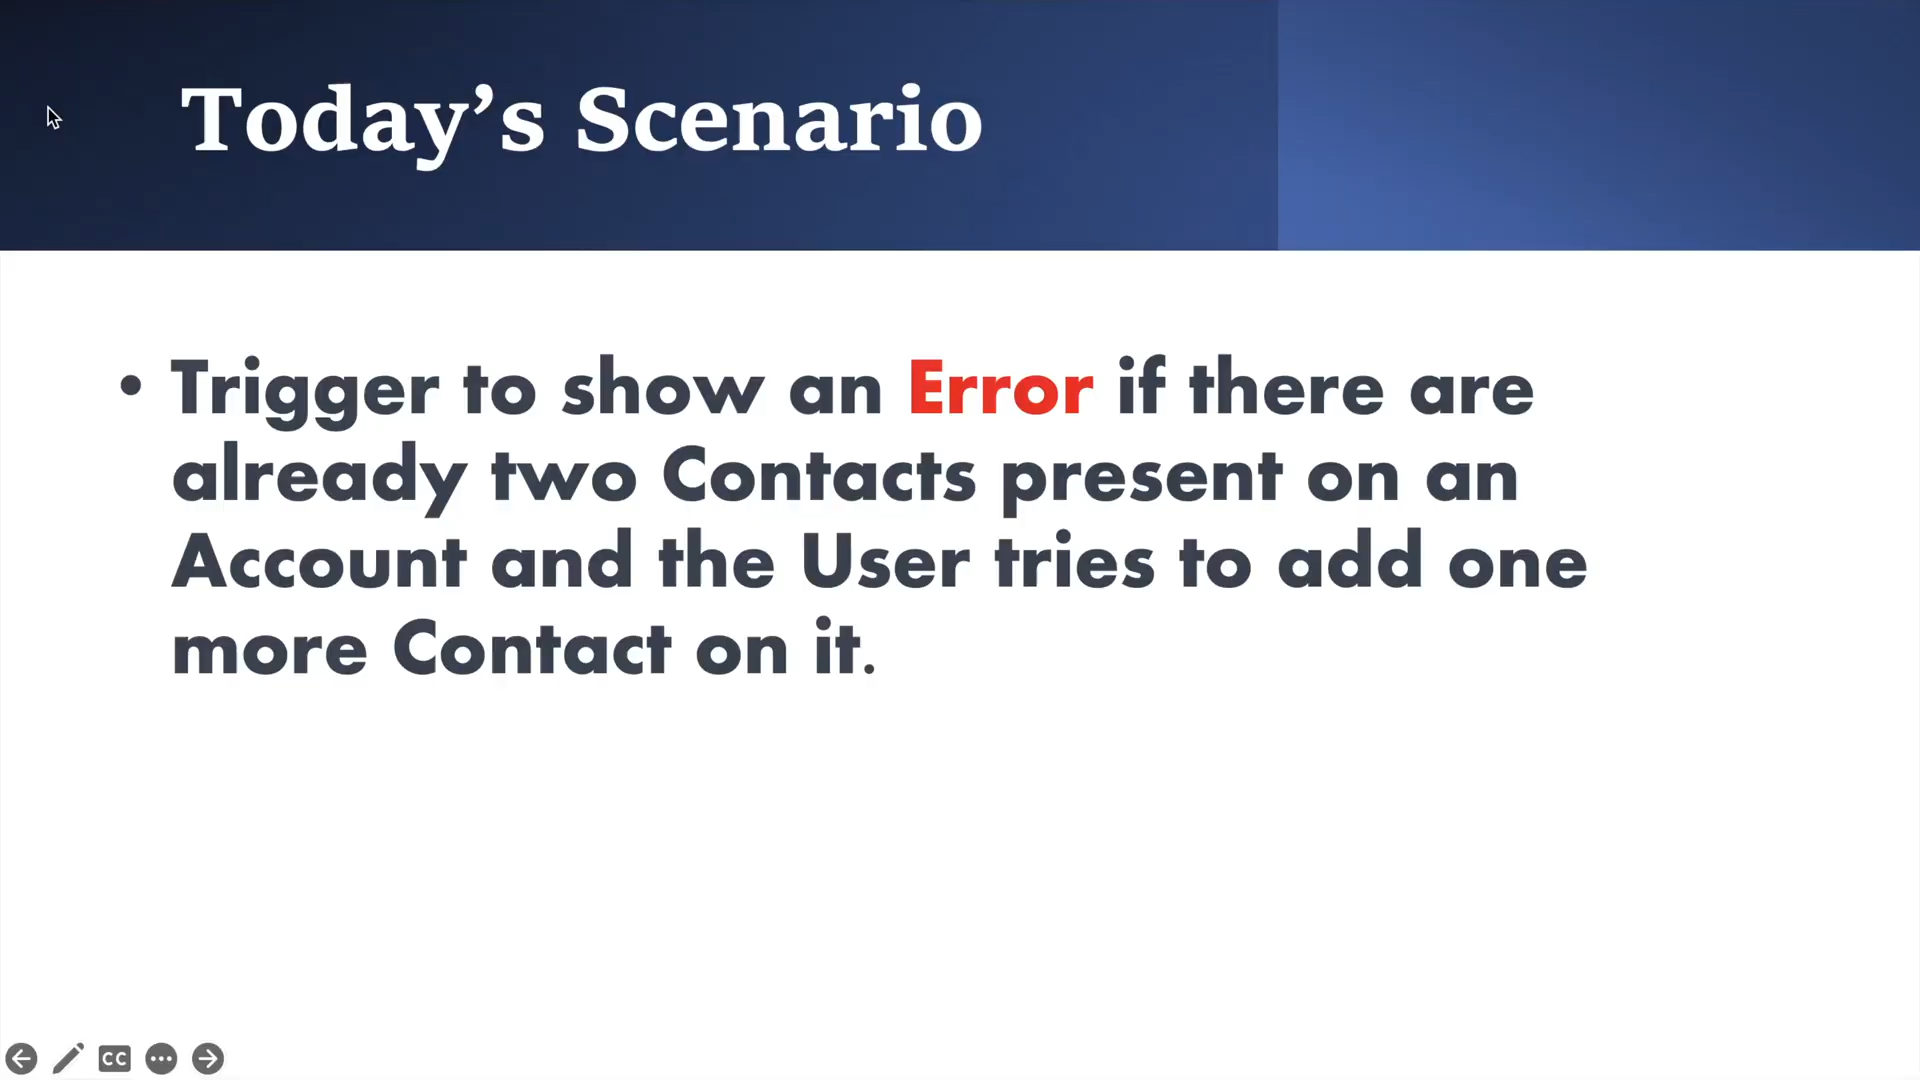 Today’s Scenario
• Trigger to show an Error if there are
already two Contacts present on an
Account and the User tries to add one
more Contact on it.
CC